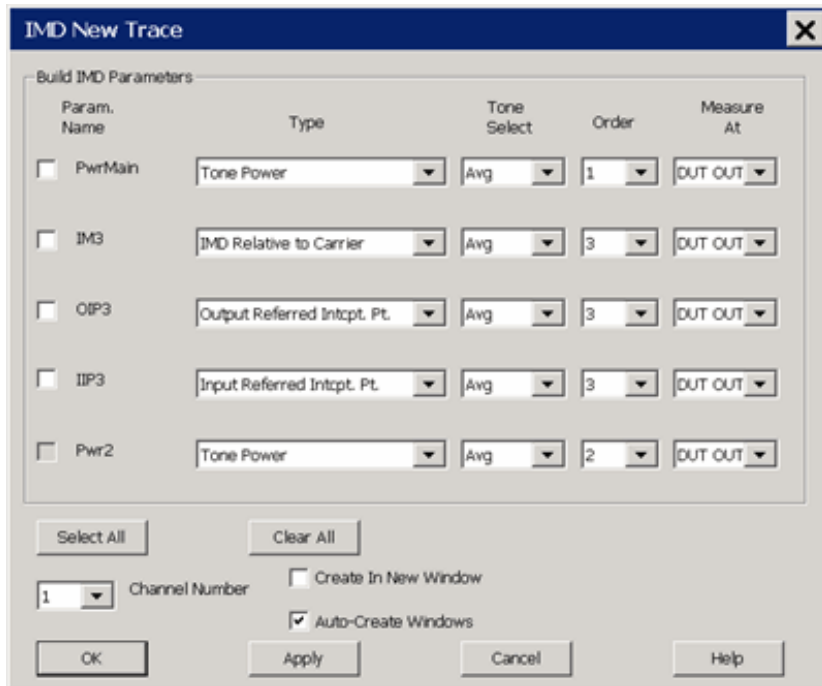 IMD New Trace
Build IMD Parameters
Param. Name Type Tone Select Order Measure At
PwrMain Tone Power Avg 1 DUT OUT
IM3 IMD Relative to Carrier Avg 3 DUT OUT
OIP3 Output Referred Intcpt. Pt. Avg 3 DUT OUT
IIP3 Input Referred Intcpt. Pt. Avg 3 DUT OUT
Pwr2 Tone Power Avg 2 DUT OUT
Select All Clear All
1 Channel Number Create In New Window
Auto-Create Windows
OK Apply Cancel Help